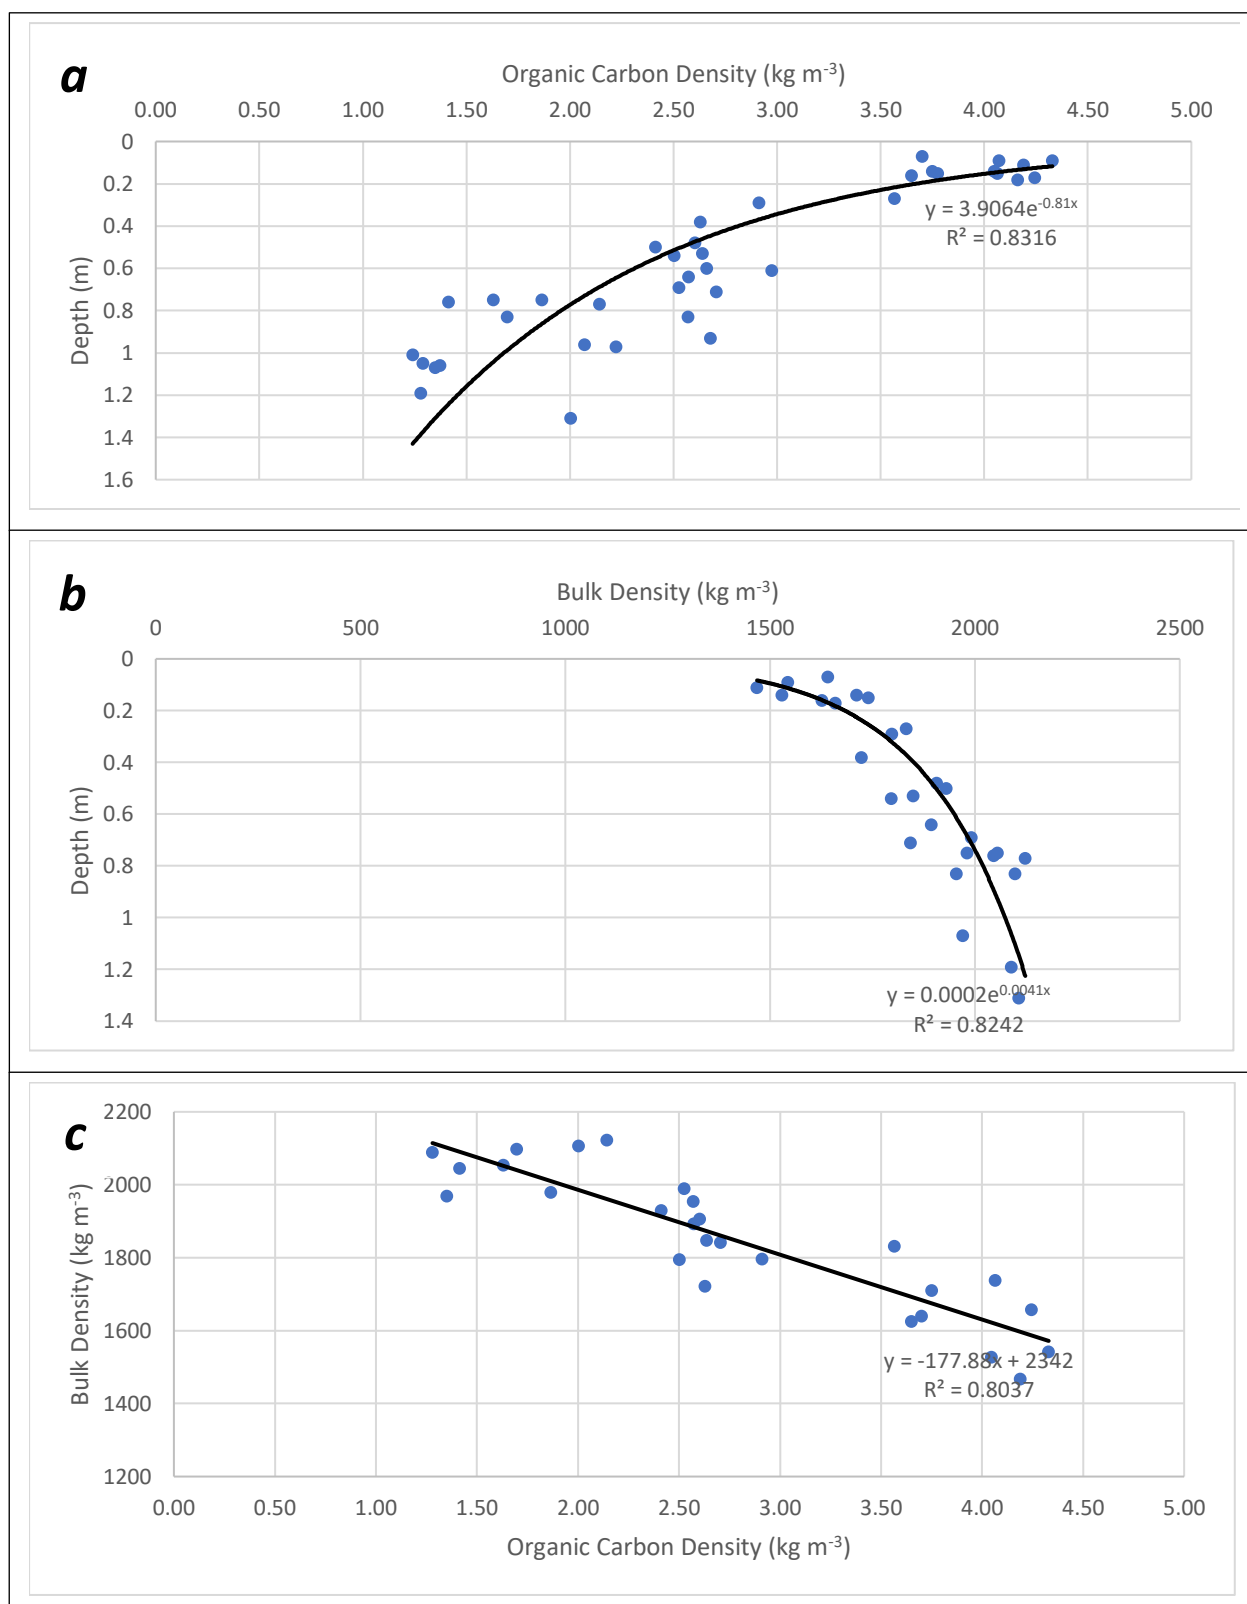 a
Organic Carbon Density (kg m-3)
0.00 0.50 1.00 1.50 2.00 2.50 3.00 3.50 4.00 4.50 5.00
0
0.2
0.4
0.6
0.8
1
1.2
1.4
1.6
Depth (m)
y = 3.9064e-0.81x
R² = 0.8316
b
Bulk Density (kg m-3)
0 500 1000 1500 2000 2500
0
0.2
0.4
0.6
0.8
1
1.2
1.4
Depth (m)
y = 0.0002e0.0041x
R² = 0.8242
c
2200
2000
1800
1600
1400
1200
Bulk Density (kg m-3)
y = -177.88x + 2342
R² = 0.8037
0.00 0.50 1.00 1.50 2.00 2.50 3.00 3.50 4.00 4.50 5.00
Organic Carbon Density (kg m-3)